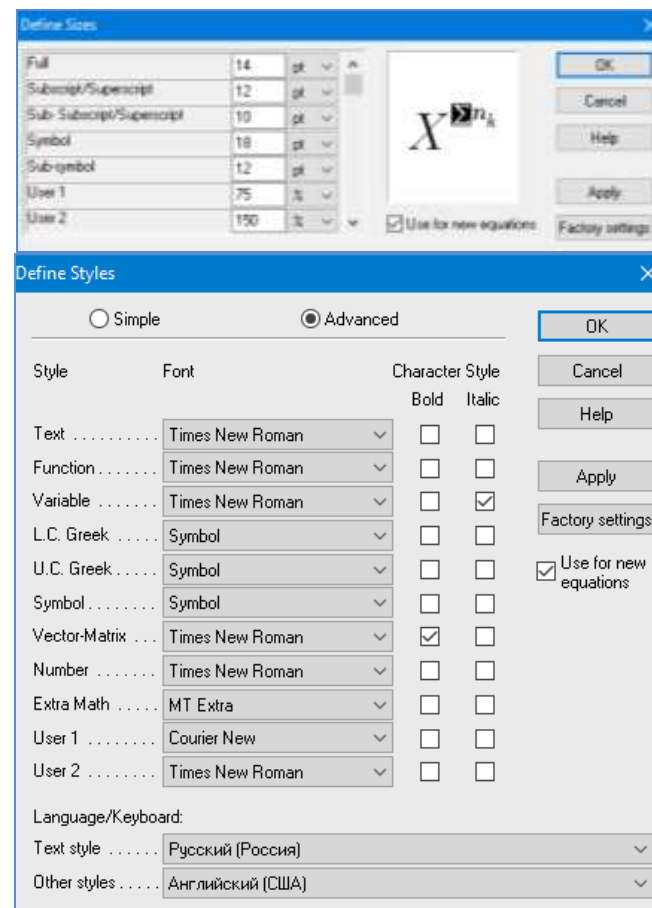 Define Sizes
Full 14 pt
Subscript/Superscript 12 pt
Sub- Subscript/Superscript 10 pt
Symbol 18 pt
Sub-symbol 12 pt
User 1 75 %
User 2 150 %
X Σ n k
Use for new equations
OK
Cancel
Help
Apply
Factory settings
Define Styles
Simple Advanced
OK
Cancel
Help
Apply
Factory settings
Use for new
equations
Style Font Character Style
Bold Italic
Text .......... Times New Roman
Function ....... Times New Roman
Variable ....... Times New Roman
L.C. Greek ..... Symbol
U.C. Greek ..... Symbol
Symbol ........ Symbol
Vector-Matrix ... Times New Roman
Number ....... Times New Roman
Extra Math ..... MT Extra
User 1 ........ Courier New
User 2 ........ Times New Roman
Language/Keyboard:
Text style ...... Русский (Россия)
Other styles ..... Английский (США)